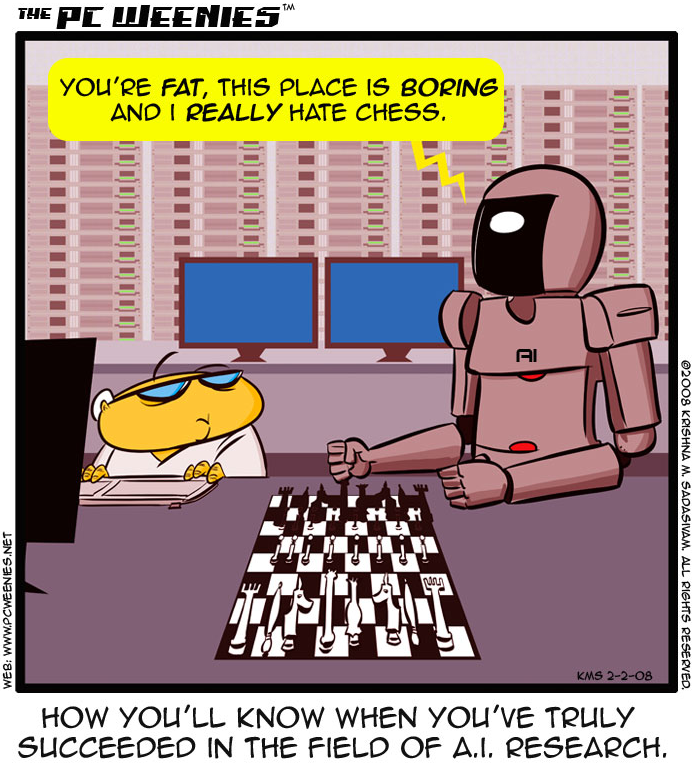 THE PC WEENIES™
YOU'RE FAT, THIS PLACE IS BORING
AND I REALLY HATE CHESS.
AI
©2008 KRISHNA M. SADASIVAM. ALL RIGHTS RESERVED.
WEB: WWW.PCWEENIES.NET
KMS 2-2-08
HOW YOU'LL KNOW WHEN YOU'VE TRULY
SUCCEEDED IN THE FIELD OF A.I. RESEARCH.